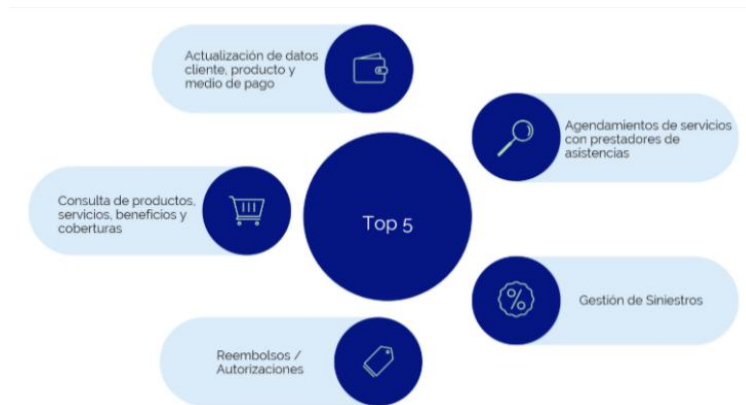 Actualización de datos
cliente, producto y
medio de pago
Agendamientos de servicios
con prestadores de
asistencias
Consulta de productos,
servicios, beneficios y
coberturas
Top 5
Gestión de Siniestros
Reembolsos /
Autorizaciones